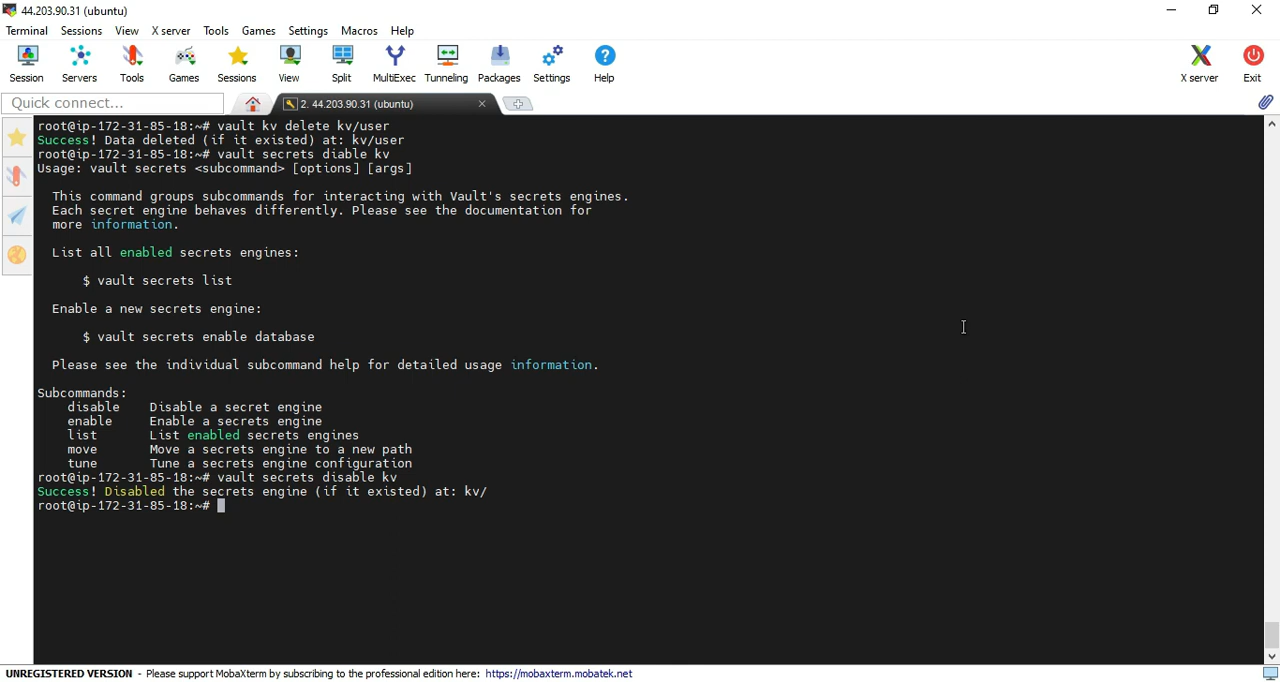 44.203.90.31 (ubuntu)
Terminal Sessions View X server Tools Games Settings Macros Help
Session Servers Tools Games Sessions View Split MultiExec Tunneling Packages Settings Help X server Exit
Quick connect... 2. 44.203.90.31 (ubuntu)
root@ip-172-31-85-18:~# vault kv delete kv/user
Success! Data deleted (if it existed) at: kv/user
root@ip-172-31-85-18:~# vault secrets diable kv
Usage: vault secrets <subcommand> [options] [args]
This command groups subcommands for interacting with Vault's secrets engines.
Each secret engine behaves differently. Please see the documentation for
more information.
List all enabled secrets engines:
$ vault secrets list
Enable a new secrets engine:
$ vault secrets enable database
Please see the individual subcommand help for detailed usage information.
Subcommands:
disable Disable a secret engine
enable Enable a secrets engine
list List enabled secrets engines
move Move a secrets engine to a new path
tune Tune a secrets engine configuration
root@ip-172-31-85-18:~# vault secrets disable kv
Success! Disabled the secrets engine (if it existed) at: kv/
root@ip-172-31-85-18:~#
UNREGISTERED VERSION - Please support MobaXterm by subscribing to the professional edition here: https://mobaxterm.mobatek.net